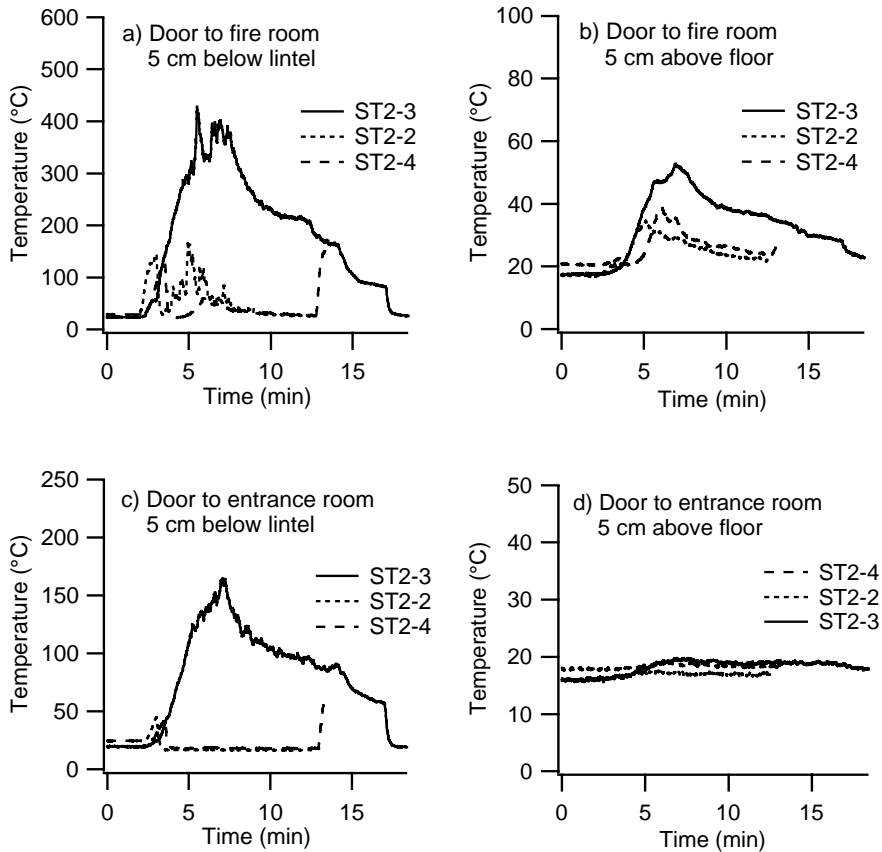 a) Door to fire room
5 cm below lintel
Temperature (°C)
600
500
400
300
200
100
0
ST2-3
ST2-2
ST2-4
0 5 10 15
Time (min)
b) Door to fire room
5 cm above floor
Temperature (°C)
100
80
60
40
20
0
ST2-3
ST2-2
ST2-4
0 5 10 15
Time (min)
c) Door to entrance room
5 cm below lintel
Temperature (°C)
250
200
150
100
50
0
ST2-3
ST2-2
ST2-4
0 5 10 15
Time (min)
d) Door to entrance room
5 cm above floor
Temperature (°C)
50
40
30
20
10
0
ST2-4
ST2-2
ST2-3
0 5 10 15
Time (min)